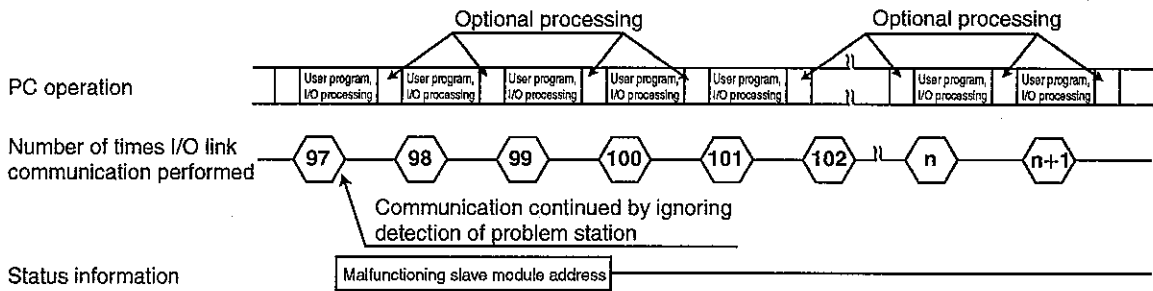 Optional processing
Optional processing
PC operation
User program,
I/O processing
User program,
I/O processing
User program,
I/O processing
User program,
I/O processing
User program,
I/O processing
User program,
I/O processing
User program,
I/O processing
Number of times I/O link
communication performed
97
98
99
100
101
102
n
n+1
Communication continued by ignoring
detection of problem station
Status information
Malfunctioning slave module address